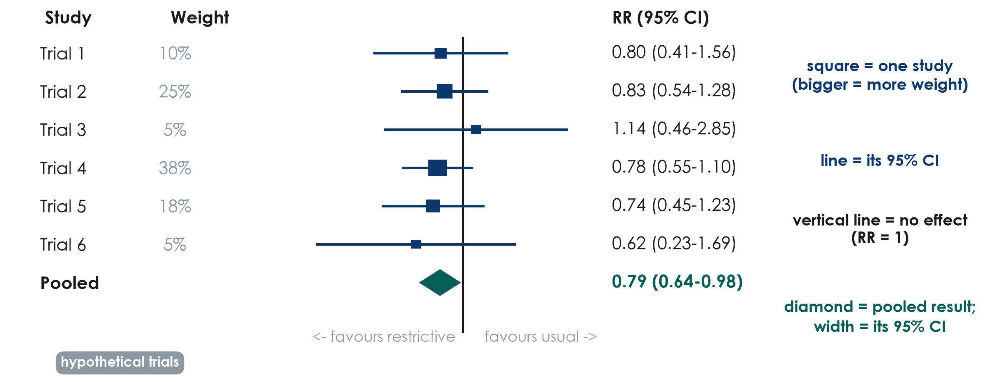 Study Weight RR (95% CI)
Trial 1 10% 0.80 (0.41-1.56)
square = one study
(bigger = more weight)
Trial 2 25% 0.83 (0.54-1.28)
Trial 3 5% 1.14 (0.46-2.85)
line = its 95% CI
Trial 4 38% 0.78 (0.55-1.10)
Trial 5 18% 0.74 (0.45-1.23)
vertical line = no effect
(RR = 1)
Trial 6 5% 0.62 (0.23-1.69)
Pooled 0.79 (0.64-0.98)
diamond = pooled result;
width = its 95% CI
<- favours restrictive favours usual ->
hypothetical trials